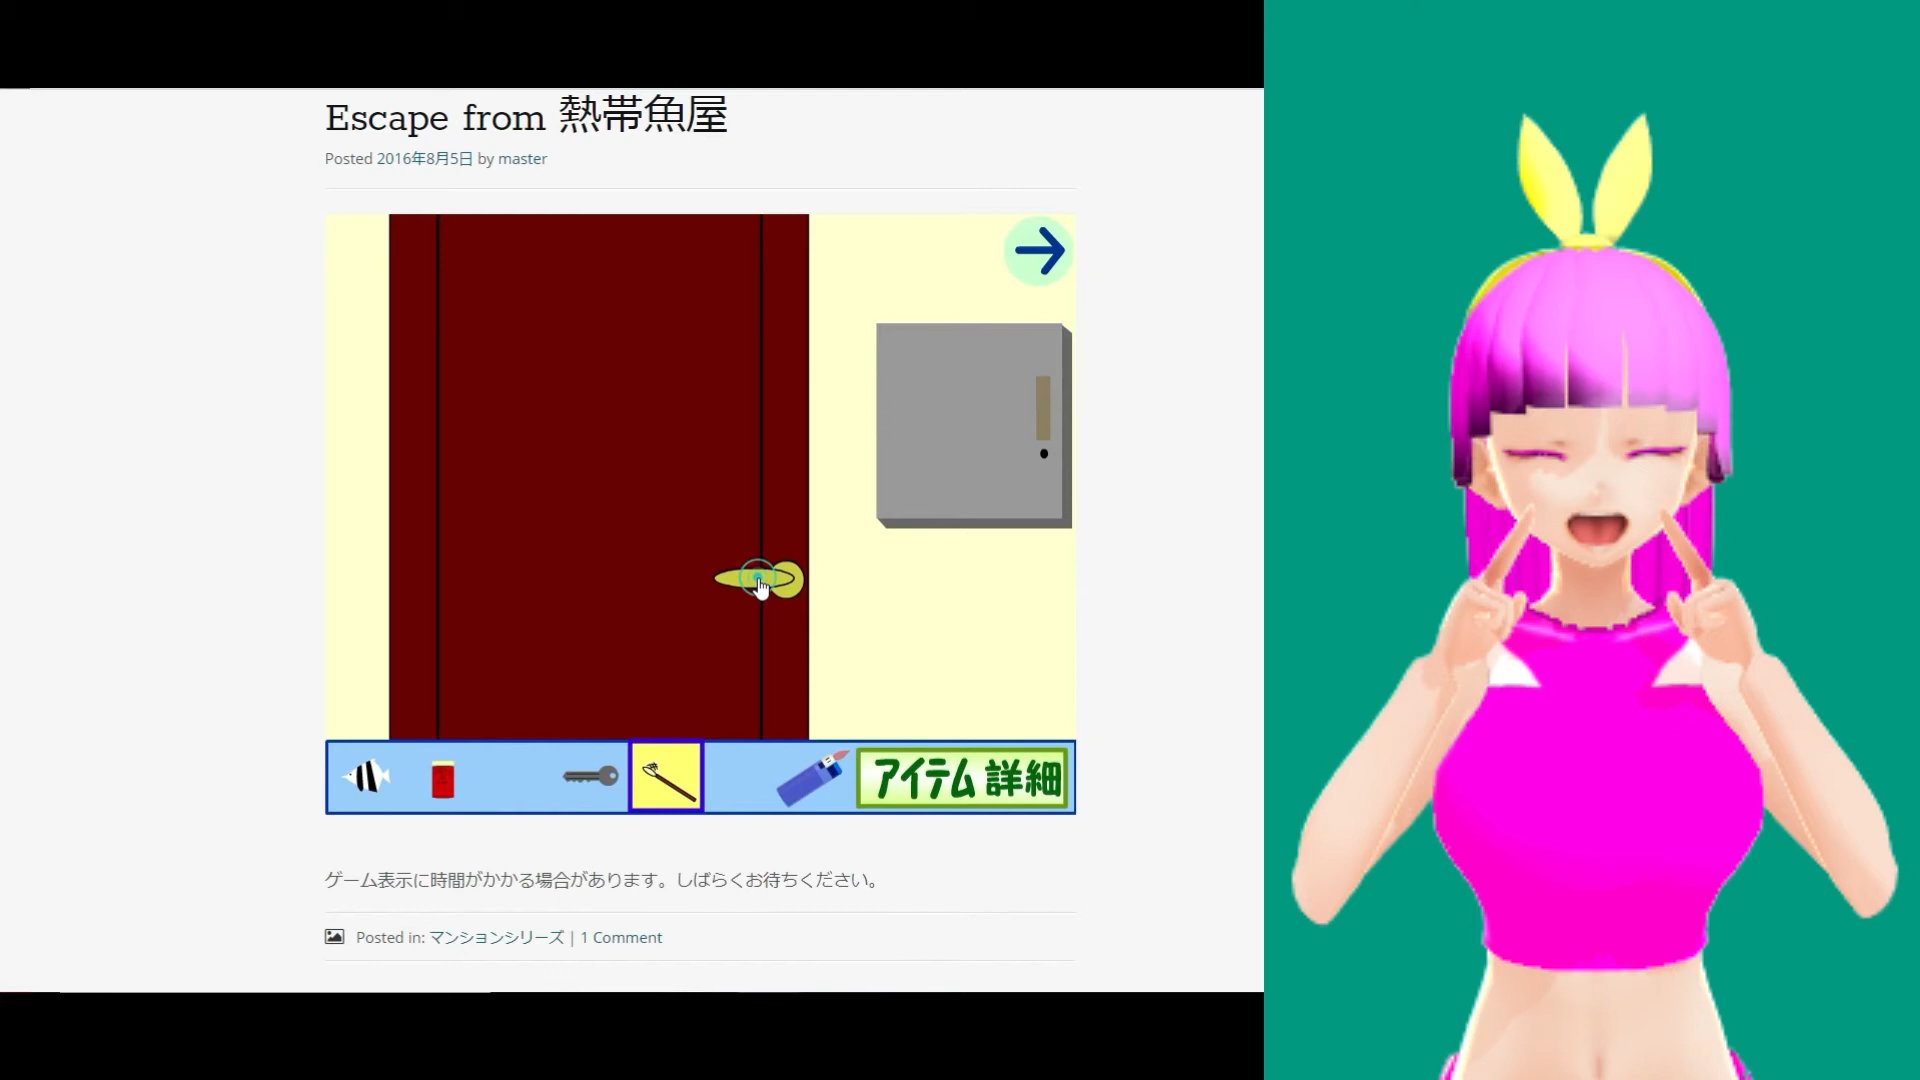 Escape from 熱帯魚屋
Posted 2016年8月5日 by master
アイテム 詳細
ゲーム表示に時間がかかる場合があります。しばらくお待ちください。
Posted in: マンションシリーズ | 1 Comment